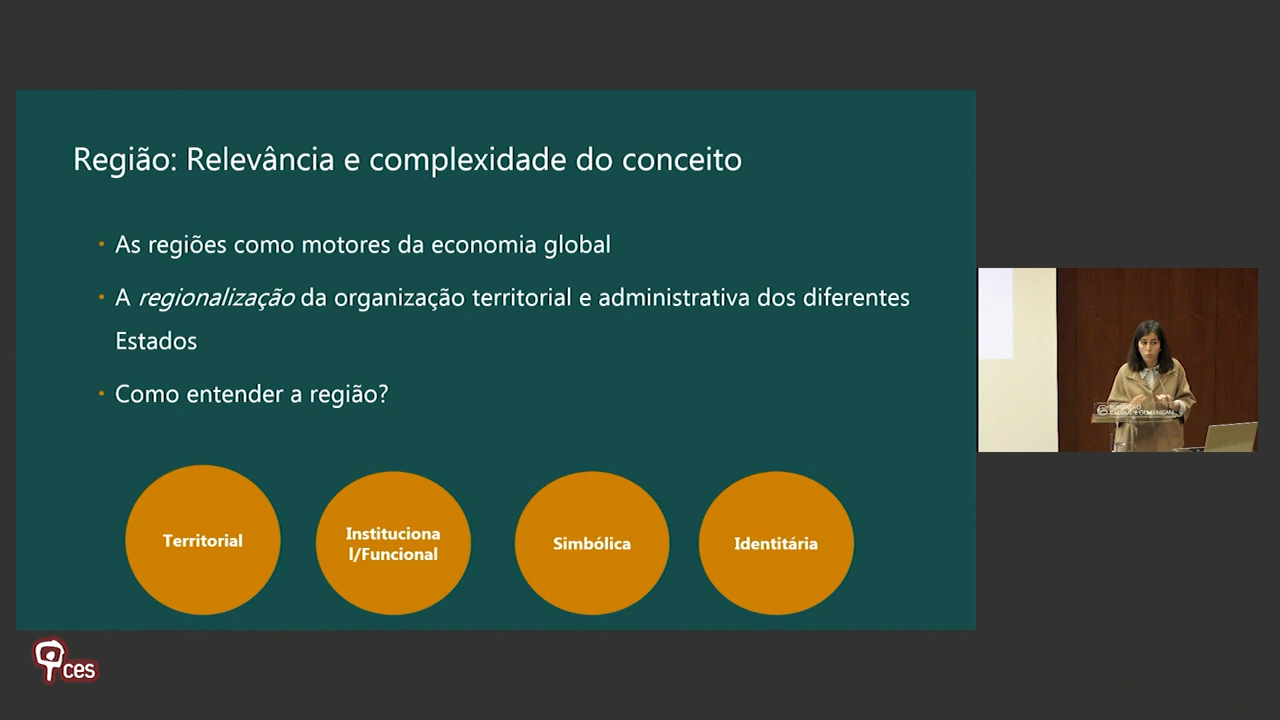 Região: Relevância e complexidade do conceito
• As regiões como motores da economia global
• A regionalização da organização territorial e administrativa dos diferentes
Estados
• Como entender a região?
Territorial
Instituciona
l/Funcional
Simbólica
Identitária
ces